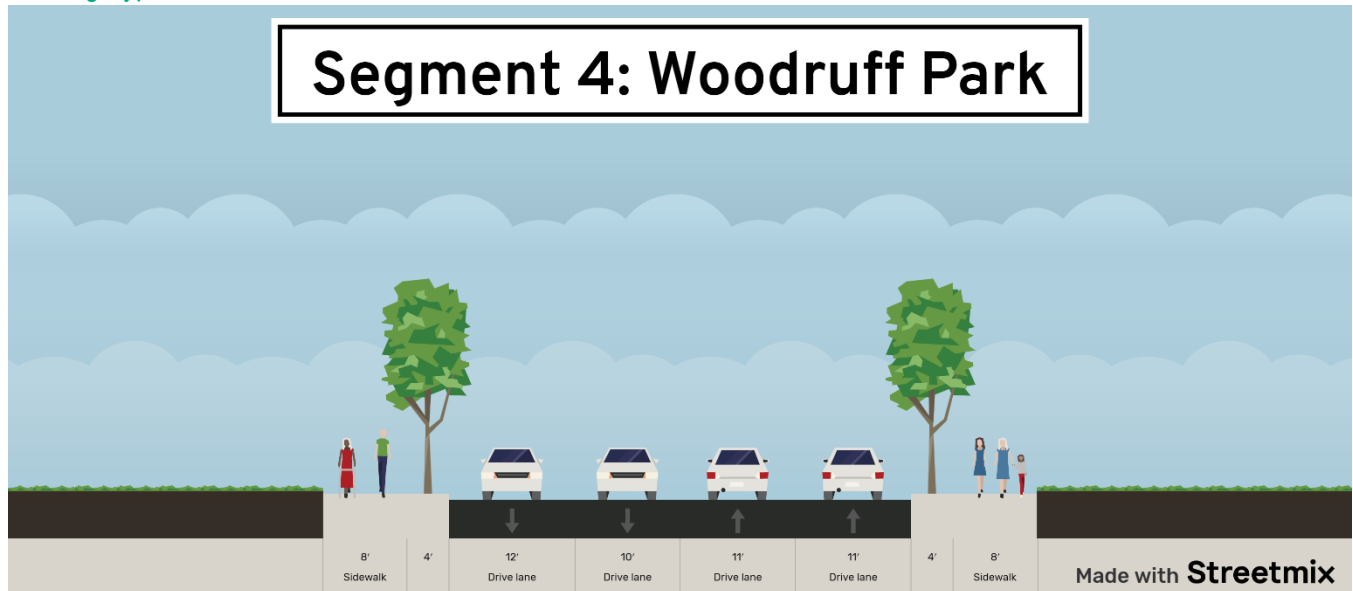 Segment 4: Woodruff Park
8′ 4′ 12′ 10′ 11′ 11′ 4′ 8′
Sidewalk Drive lane Drive lane Drive lane Drive lane Sidewalk
Made with Streetmix